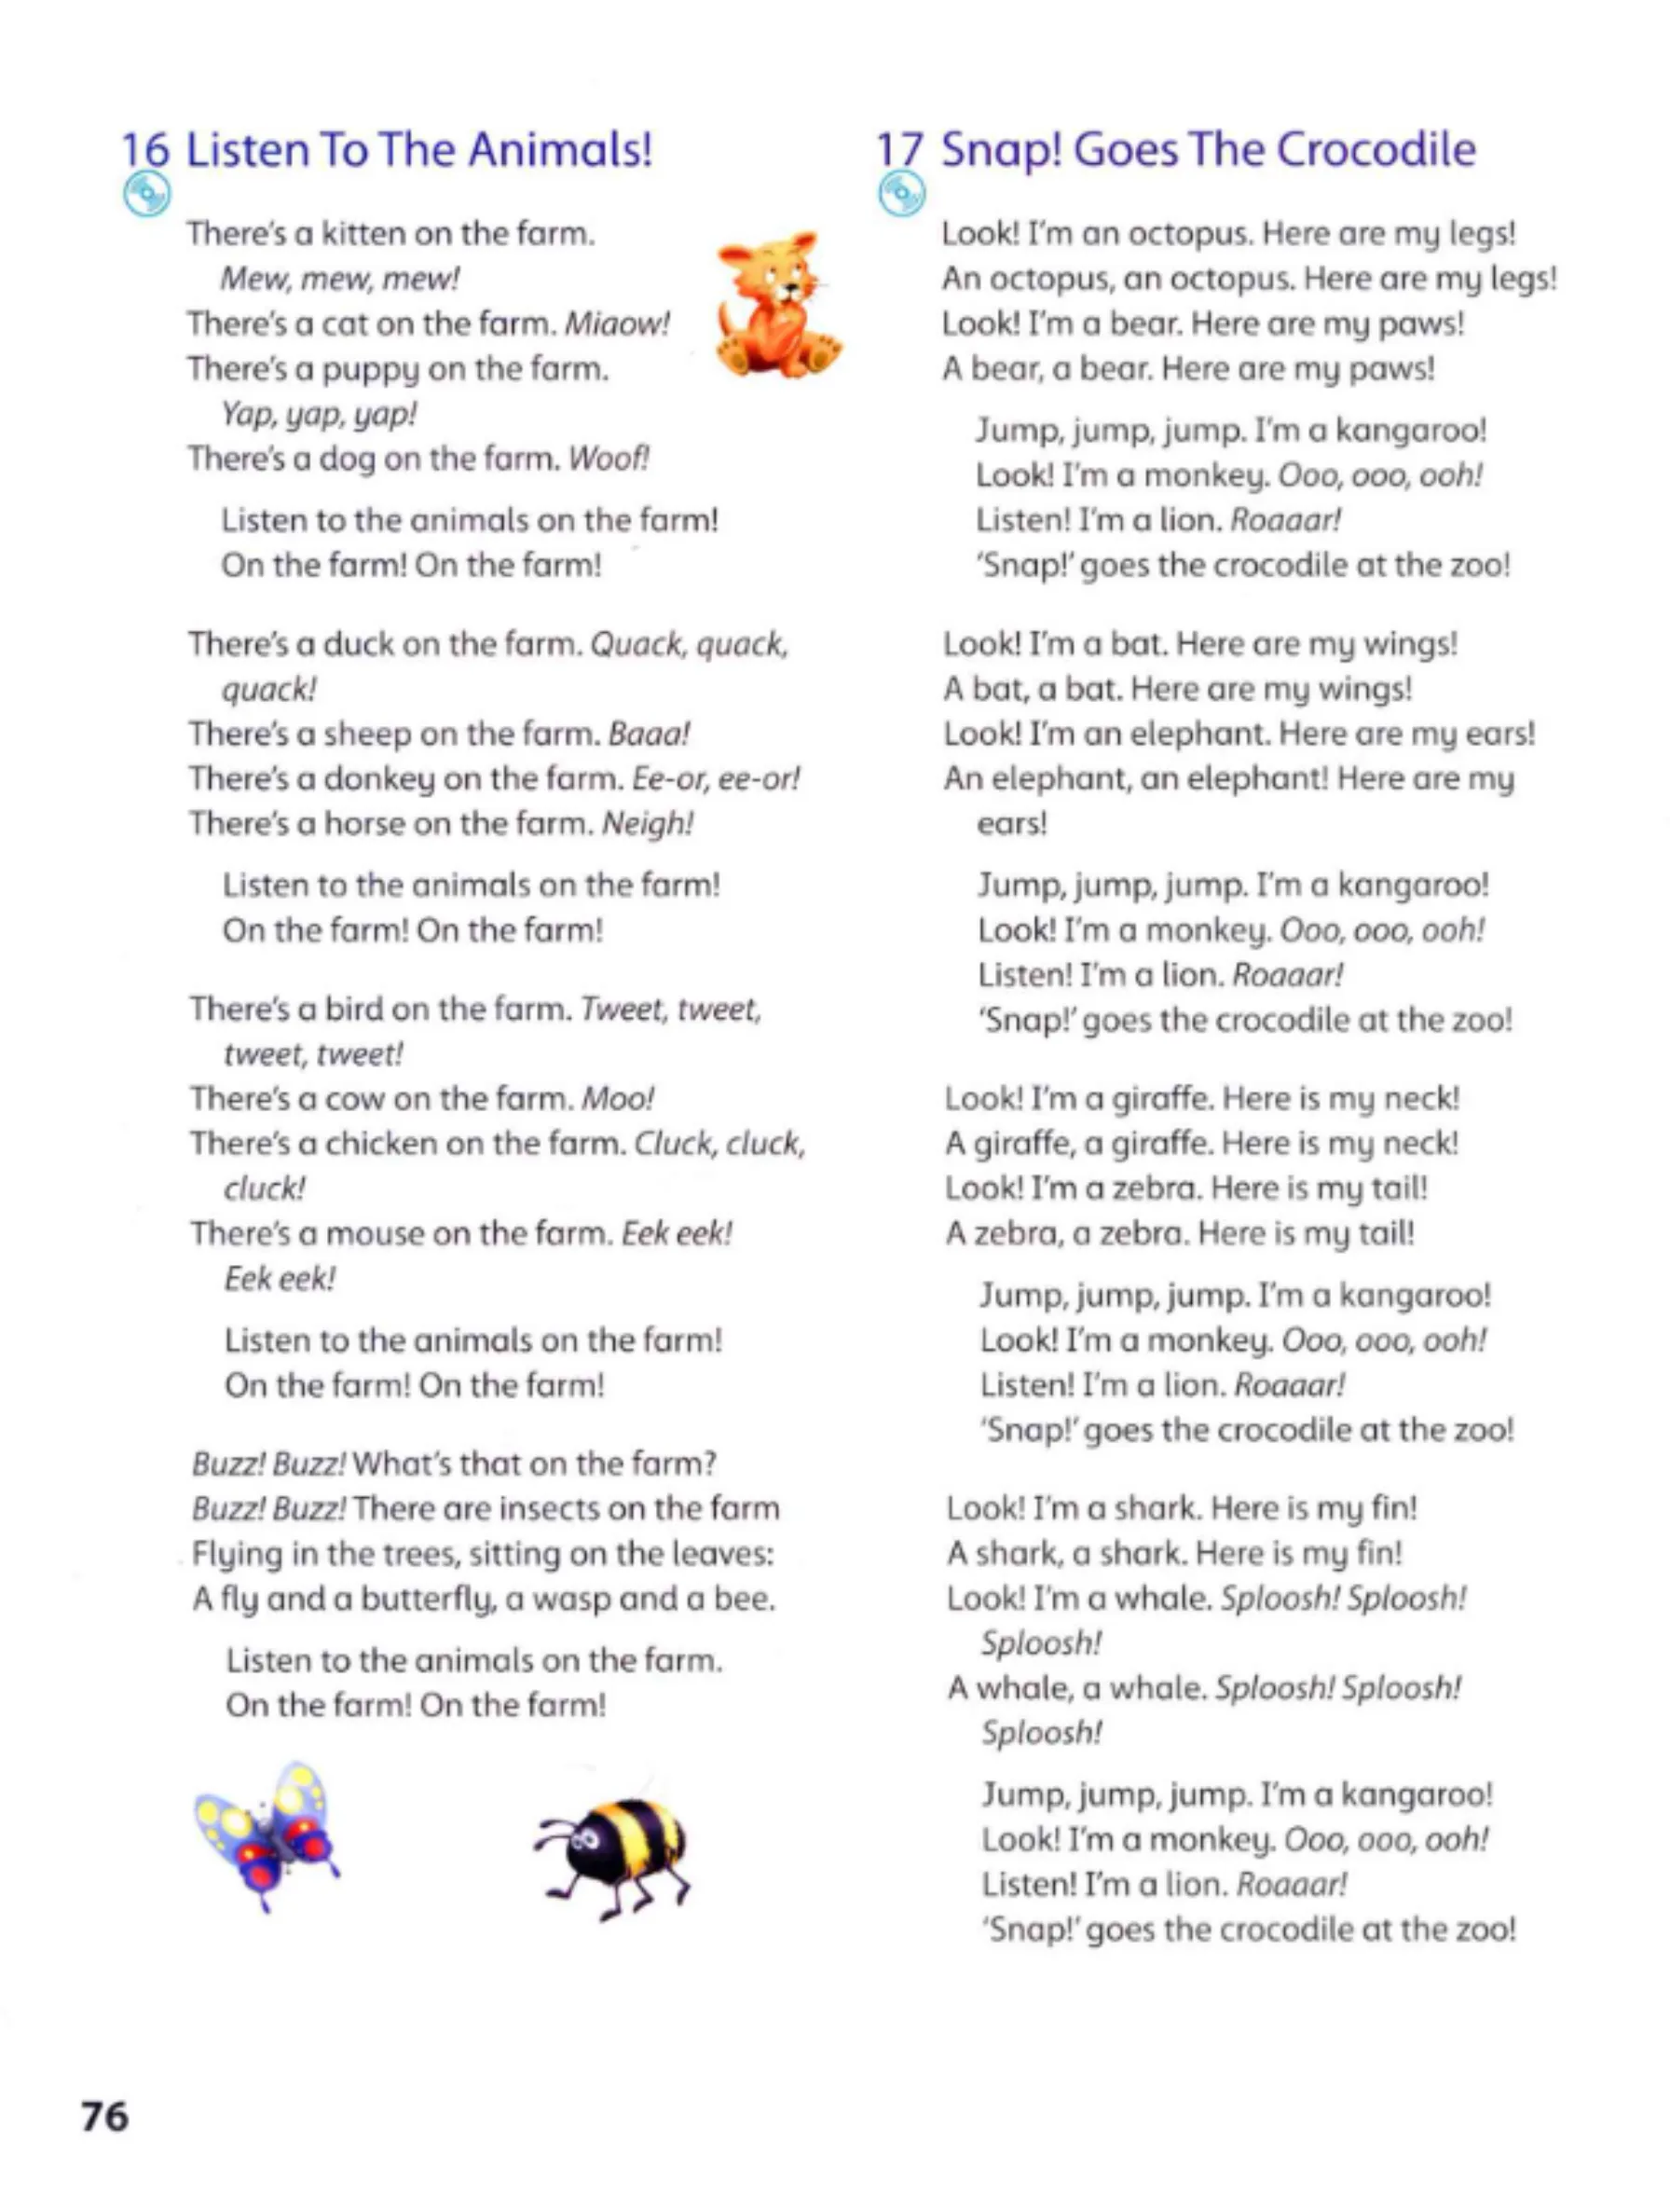 16 Listen To The Animals!
There's a kitten on the farm.
Mew, mew, mew!
There's a cat on the farm. Miaow!
There's a puppy on the farm.
Yap, yap, yap!
There's a dog on the farm. Woof!
Listen to the animals on the farm!
On the farm! On the farm!
There's a duck on the farm. Quack, quack,
quack!
There's a sheep on the farm. Baaa!
There's a donkey on the farm. Ee-or, ee-or!
There's a horse on the farm. Neigh!
Listen to the animals on the farm!
On the farm! On the farm!
There's a bird on the farm. Tweet, tweet,
tweet, tweet!
There's a cow on the farm. Moo!
There's a chicken on the farm. Cluck, cluck,
cluck!
There's a mouse on the farm. Eek eek!
Eek eek!
Listen to the animals on the farm!
On the farm! On the farm!
Buzz! Buzz! What's that on the farm?
Buzz! Buzz! There are insects on the farm
Flying in the trees, sitting on the leaves:
A fly and a butterfly, a wasp and a bee.
Listen to the animals on the farm.
On the farm! On the farm!
17 Snap! Goes The Crocodile
Look! I'm an octopus. Here are my legs!
An octopus, an octopus. Here are my legs!
Look! I'm a bear. Here are my paws!
A bear, a bear. Here are my paws!
Jump, jump, jump. I'm a kangaroo!
Look! I'm a monkey. Ooo, ooo, ooh!
Listen! I'm a lion. Roaaar!
'Snap!' goes the crocodile at the zoo!
Look! I'm a bat. Here are my wings!
A bat, a bat. Here are my wings!
Look! I'm an elephant. Here are my ears!
An elephant, an elephant! Here are my
ears!
Jump, jump, jump. I'm a kangaroo!
Look! I'm a monkey. Ooo, ooo, ooh!
Listen! I'm a lion. Roaaar!
'Snap!' goes the crocodile at the zoo!
Look! I'm a giraffe. Here is my neck!
A giraffe, a giraffe. Here is my neck!
Look! I'm a zebra. Here is my tail!
A zebra, a zebra. Here is my tail!
Jump, jump, jump. I'm a kangaroo!
Look! I'm a monkey. Ooo, ooo, ooh!
Listen! I'm a lion. Roaaar!
'Snap!' goes the crocodile at the zoo!
Look! I'm a shark. Here is my fin!
A shark, a shark. Here is my fin!
Look! I'm a whale. Sploosh! Sploosh!
Sploosh!
A whale, a whale. Sploosh! Sploosh!
Sploosh!
Jump, jump, jump. I'm a kangaroo!
Look! I'm a monkey. Ooo, ooo, ooh!
Listen! I'm a lion. Roaaar!
'Snap!' goes the crocodile at the zoo!
76